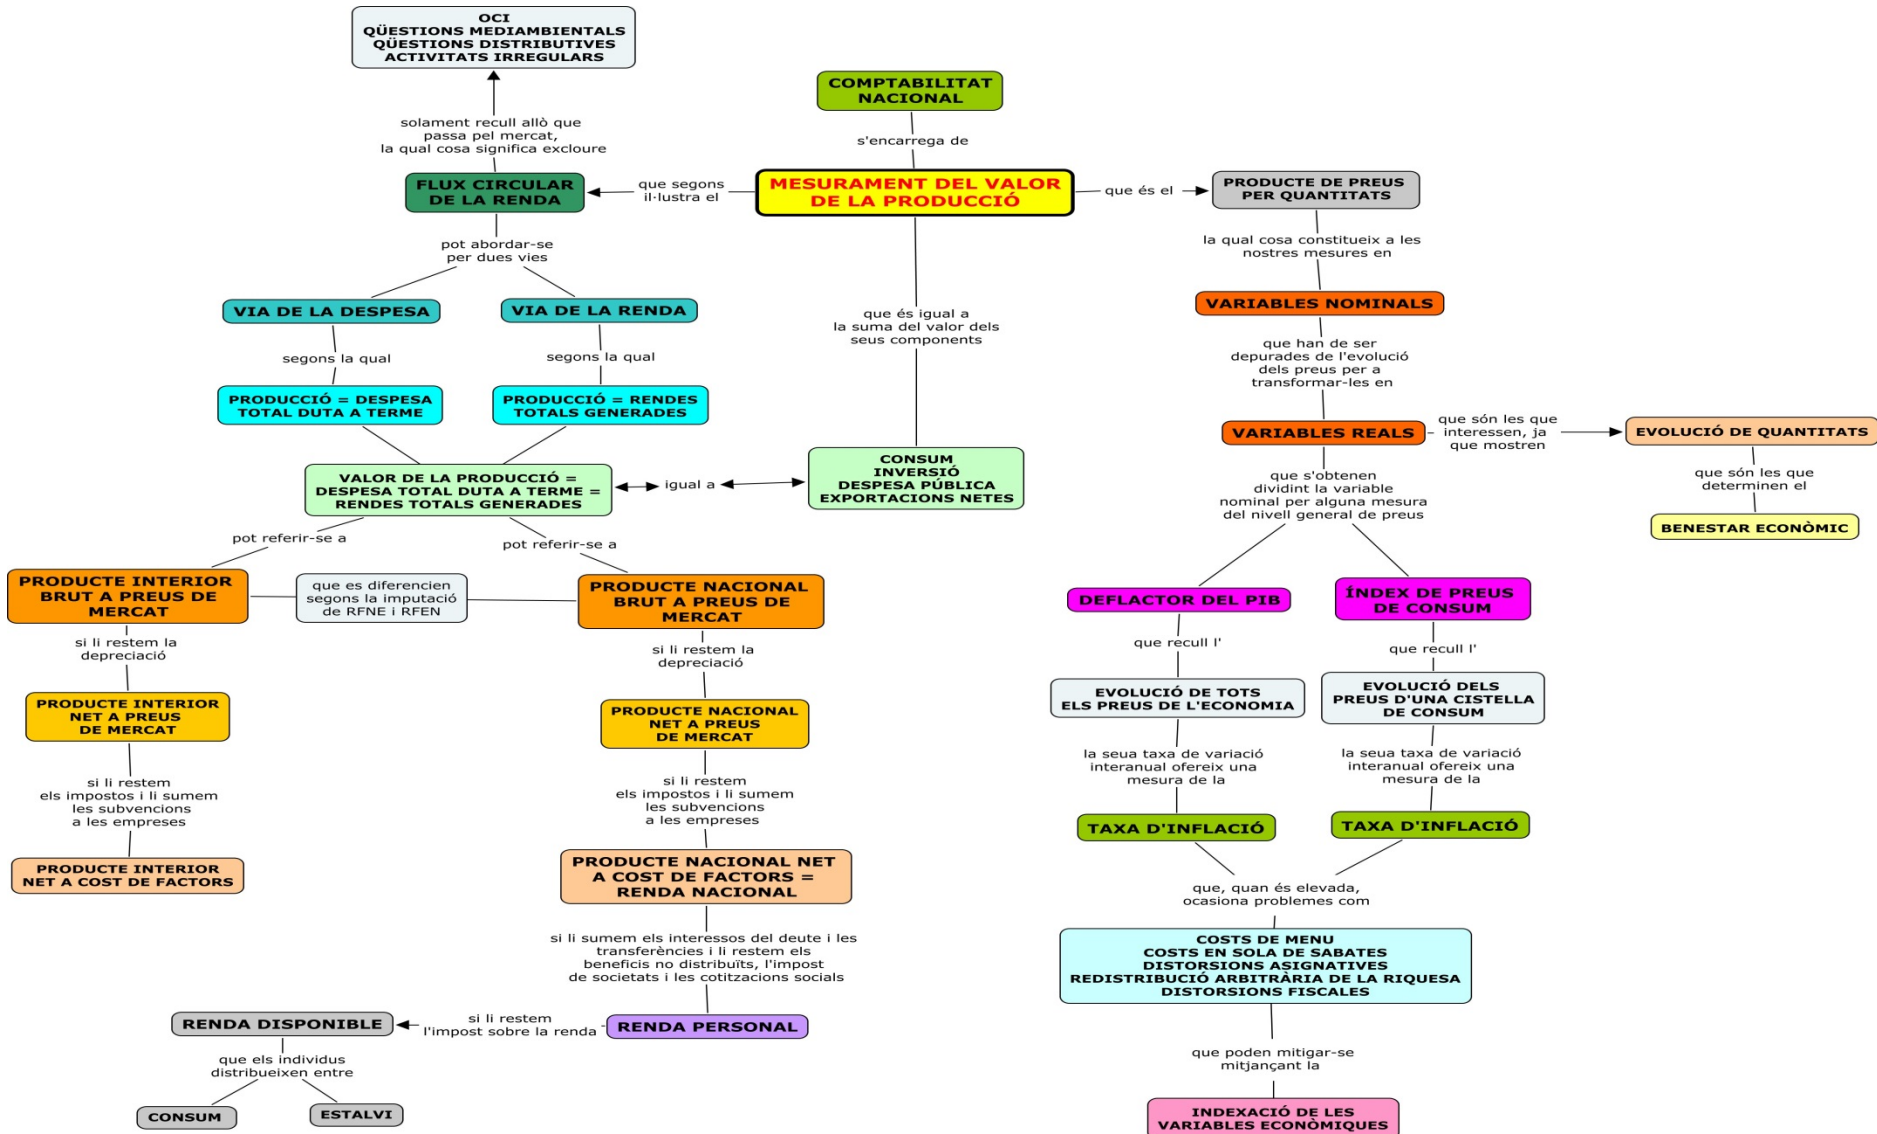 OCI
QÜESTIONS MEDIAMBIENTALS
QÜESTIONS DISTRIBUTIVES
ACTIVITATS IRREGULARS
COMPTABILITAT
NACIONAL
solament recull allò que
passa pel mercat,
la qual cosa significa excloure
s'encarrega de
FLUX CIRCULAR
DE LA RENDA
que segons
il·lustra el
MESURAMENT DEL VALOR
DE LA PRODUCCIÓ
que és el
PRODUCTE DE PREUS
PER QUANTITATS
pot abordar-se
per dues vies
la qual cosa constitueix a les
nostres mesures en
VIA DE LA DESPESA
VIA DE LA RENDA
que és igual a
la suma del valor dels
seus components
VARIABLES NOMINALS
segons la qual
segons la qual
que han de ser
depurades de l'evolució
dels preus per a
transformar-les en
PRODUCCIÓ = DESPESA
TOTAL DUTA A TERME
PRODUCCIÓ = RENDES
TOTALS GENERADES
VARIABLES REALS
que són les que
interessen, ja
que mostren
EVOLUCIÓ DE QUANTITATS
VALOR DE LA PRODUCCIÓ =
DESPESA TOTAL DUTA A TERME =
RENDES TOTALS GENERADES
igual a
CONSUM
INVERSIÓ
DESPESA PÚBLICA
EXPORTACIONS NETES
que s'obtenen
dividint la variable
nominal per alguna mesura
del nivell general de preus
que són les que
determinen el
BENESTAR ECONÒMIC
pot referir-se a
pot referir-se a
PRODUCTE INTERIOR
BRUT A PREUS DE
MERCAT
que es diferencien
segons la imputació
de RFNE i RFEN
PRODUCTE NACIONAL
BRUT A PREUS DE
MERCAT
DEFLACTOR DEL PIB
ÍNDEX DE PREUS
DE CONSUM
si li restem la
depreciació
si li restem la
depreciació
que recull l'
que recull l'
PRODUCTE INTERIOR
NET A PREUS
DE MERCAT
PRODUCTE NACIONAL
NET A PREUS
DE MERCAT
EVOLUCIÓ DE TOTS
ELS PREUS DE L'ECONOMIA
EVOLUCIÓ DELS
PREUS D'UNA CISTELLA
DE CONSUM
si li restem
els impostos i li sumem
les subvencions
a les empreses
si li restem
els impostos i li sumem
les subvencions
a les empreses
la seua taxa de variació
interanual ofereix una
mesura de la
la seua taxa de variació
interanual ofereix una
mesura de la
TAXA D'INFLACIÓ
TAXA D'INFLACIÓ
PRODUCTE INTERIOR
NET A COST DE FACTORS
PRODUCTE NACIONAL NET
A COST DE FACTORS =
RENDA NACIONAL
que, quan és elevada,
ocasiona problemes com
si li sumem els interessos del deute i les
transferències i li restem els
beneficis no distribuïts, l'impost
de societats i les cotitzacions socials
COSTS DE MENU
COSTS EN SOLA DE SABATES
DISTORSIONS ASIGNATIVES
REDISTRIBUCIÓ ARBITRÀRIA DE LA RIQUESA
DISTORSIONS FISCALES
RENDA DISPONIBLE
si li restem
l'impost sobre la renda
RENDA PERSONAL
que els individus
distribueixen entre
que poden mitigar-se
mitjançant la
CONSUM
ESTALVI
INDEXACIÓ DE LES
VARIABLES ECONÒMIQUES